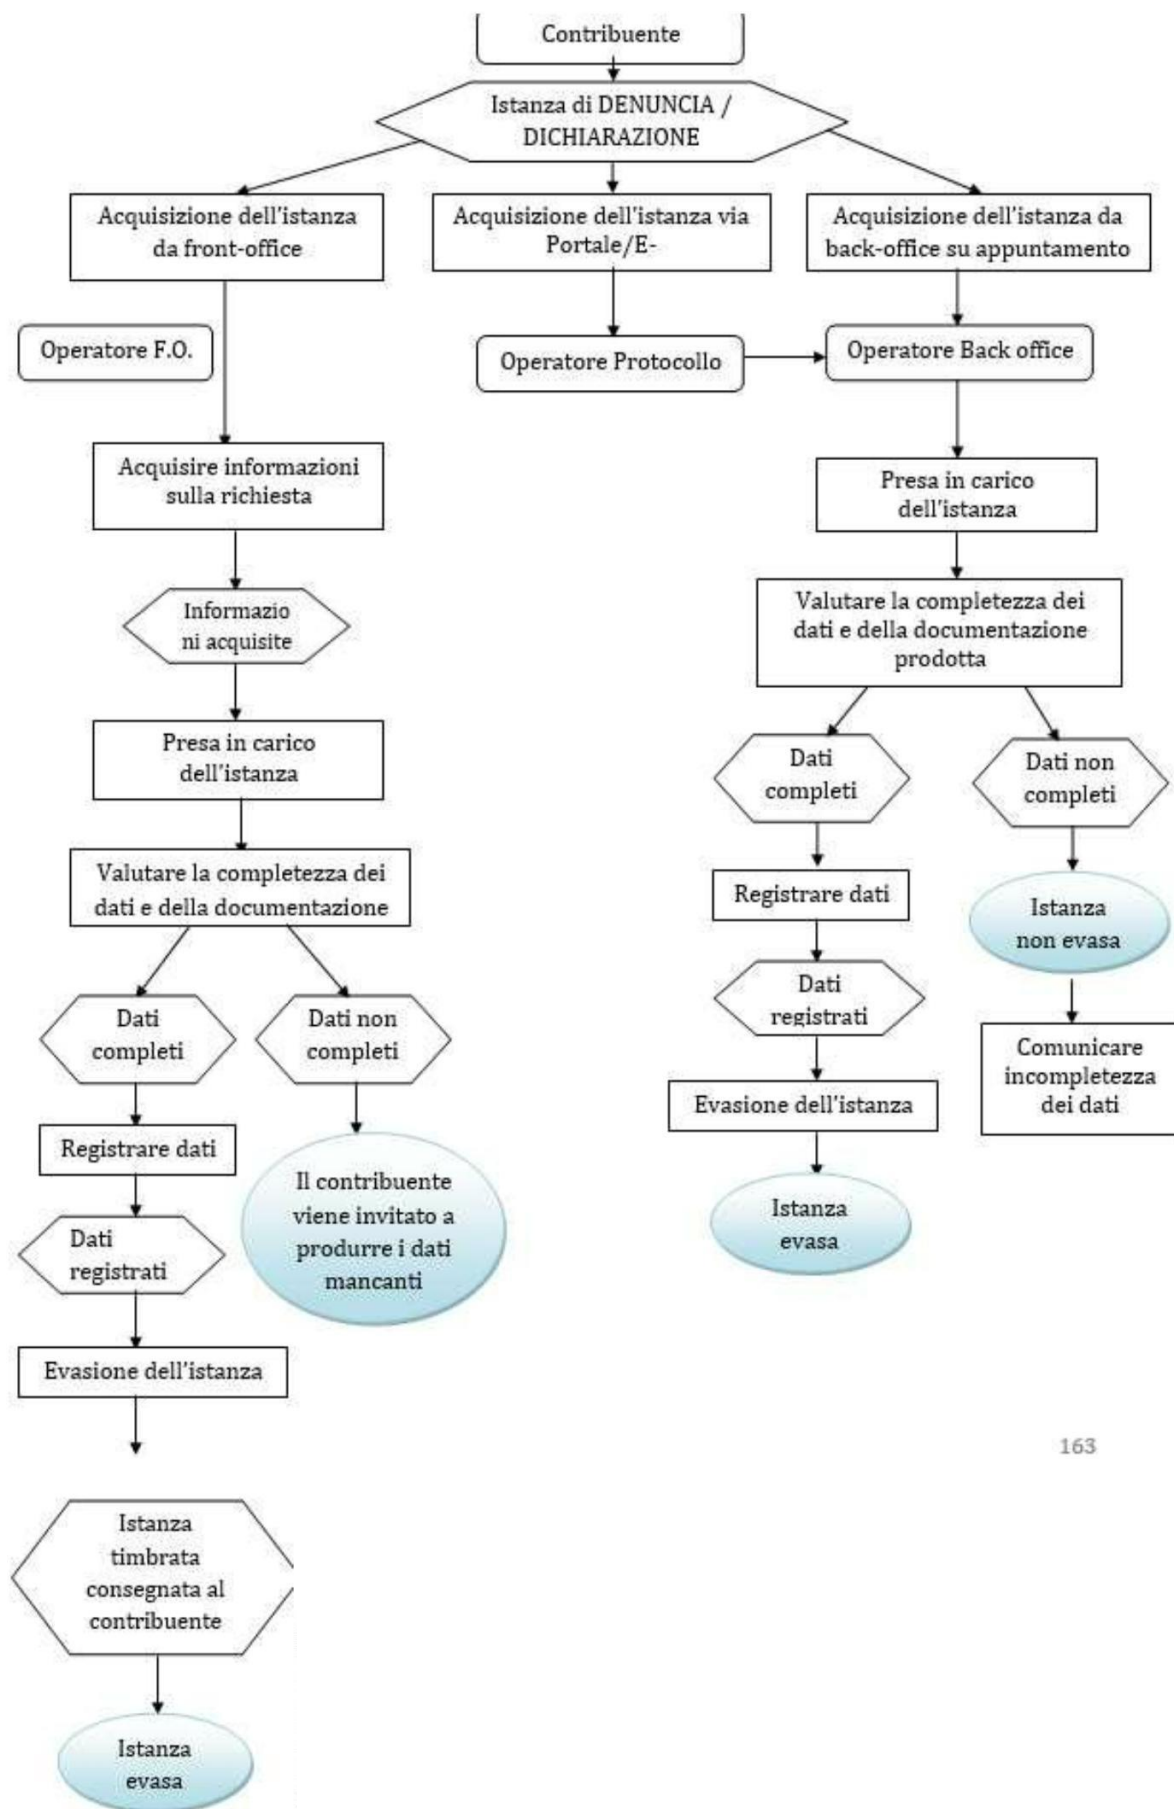 Contribuente
Istanza di DENUNCIA /
DICHIARAZIONE
Acquisizione dell'istanza
da front-office
Acquisizione dell'istanza via
Portale/E-
Acquisizione dell'istanza da
back-office su appuntamento
Operatore F.O.
Operatore Protocollo
Operatore Back office
Acquisire informazioni
sulla richiesta
Informazio
ni acquisite
Presa in carico
dell'istanza
Valutare la completezza dei
dati e della documentazione
Dati
completi
Dati non
completi
Registrare dati
Dati
registrati
Il contribuente
viene invitato a
produrre i dati
mancanti
Evasione dell'istanza
Istanza
timbrata
consegnata al
contribuente
Istanza
evasa
Presa in carico
dell'istanza
Valutare la completezza dei
dati e della documentazione
prodotta
Dati
completi
Dati non
completi
Registrare dati
Istanza
non evasa
Dati
registrati
Comunicare
incompletezza
dei dati
Evasione dell'istanza
Istanza
evasa
163